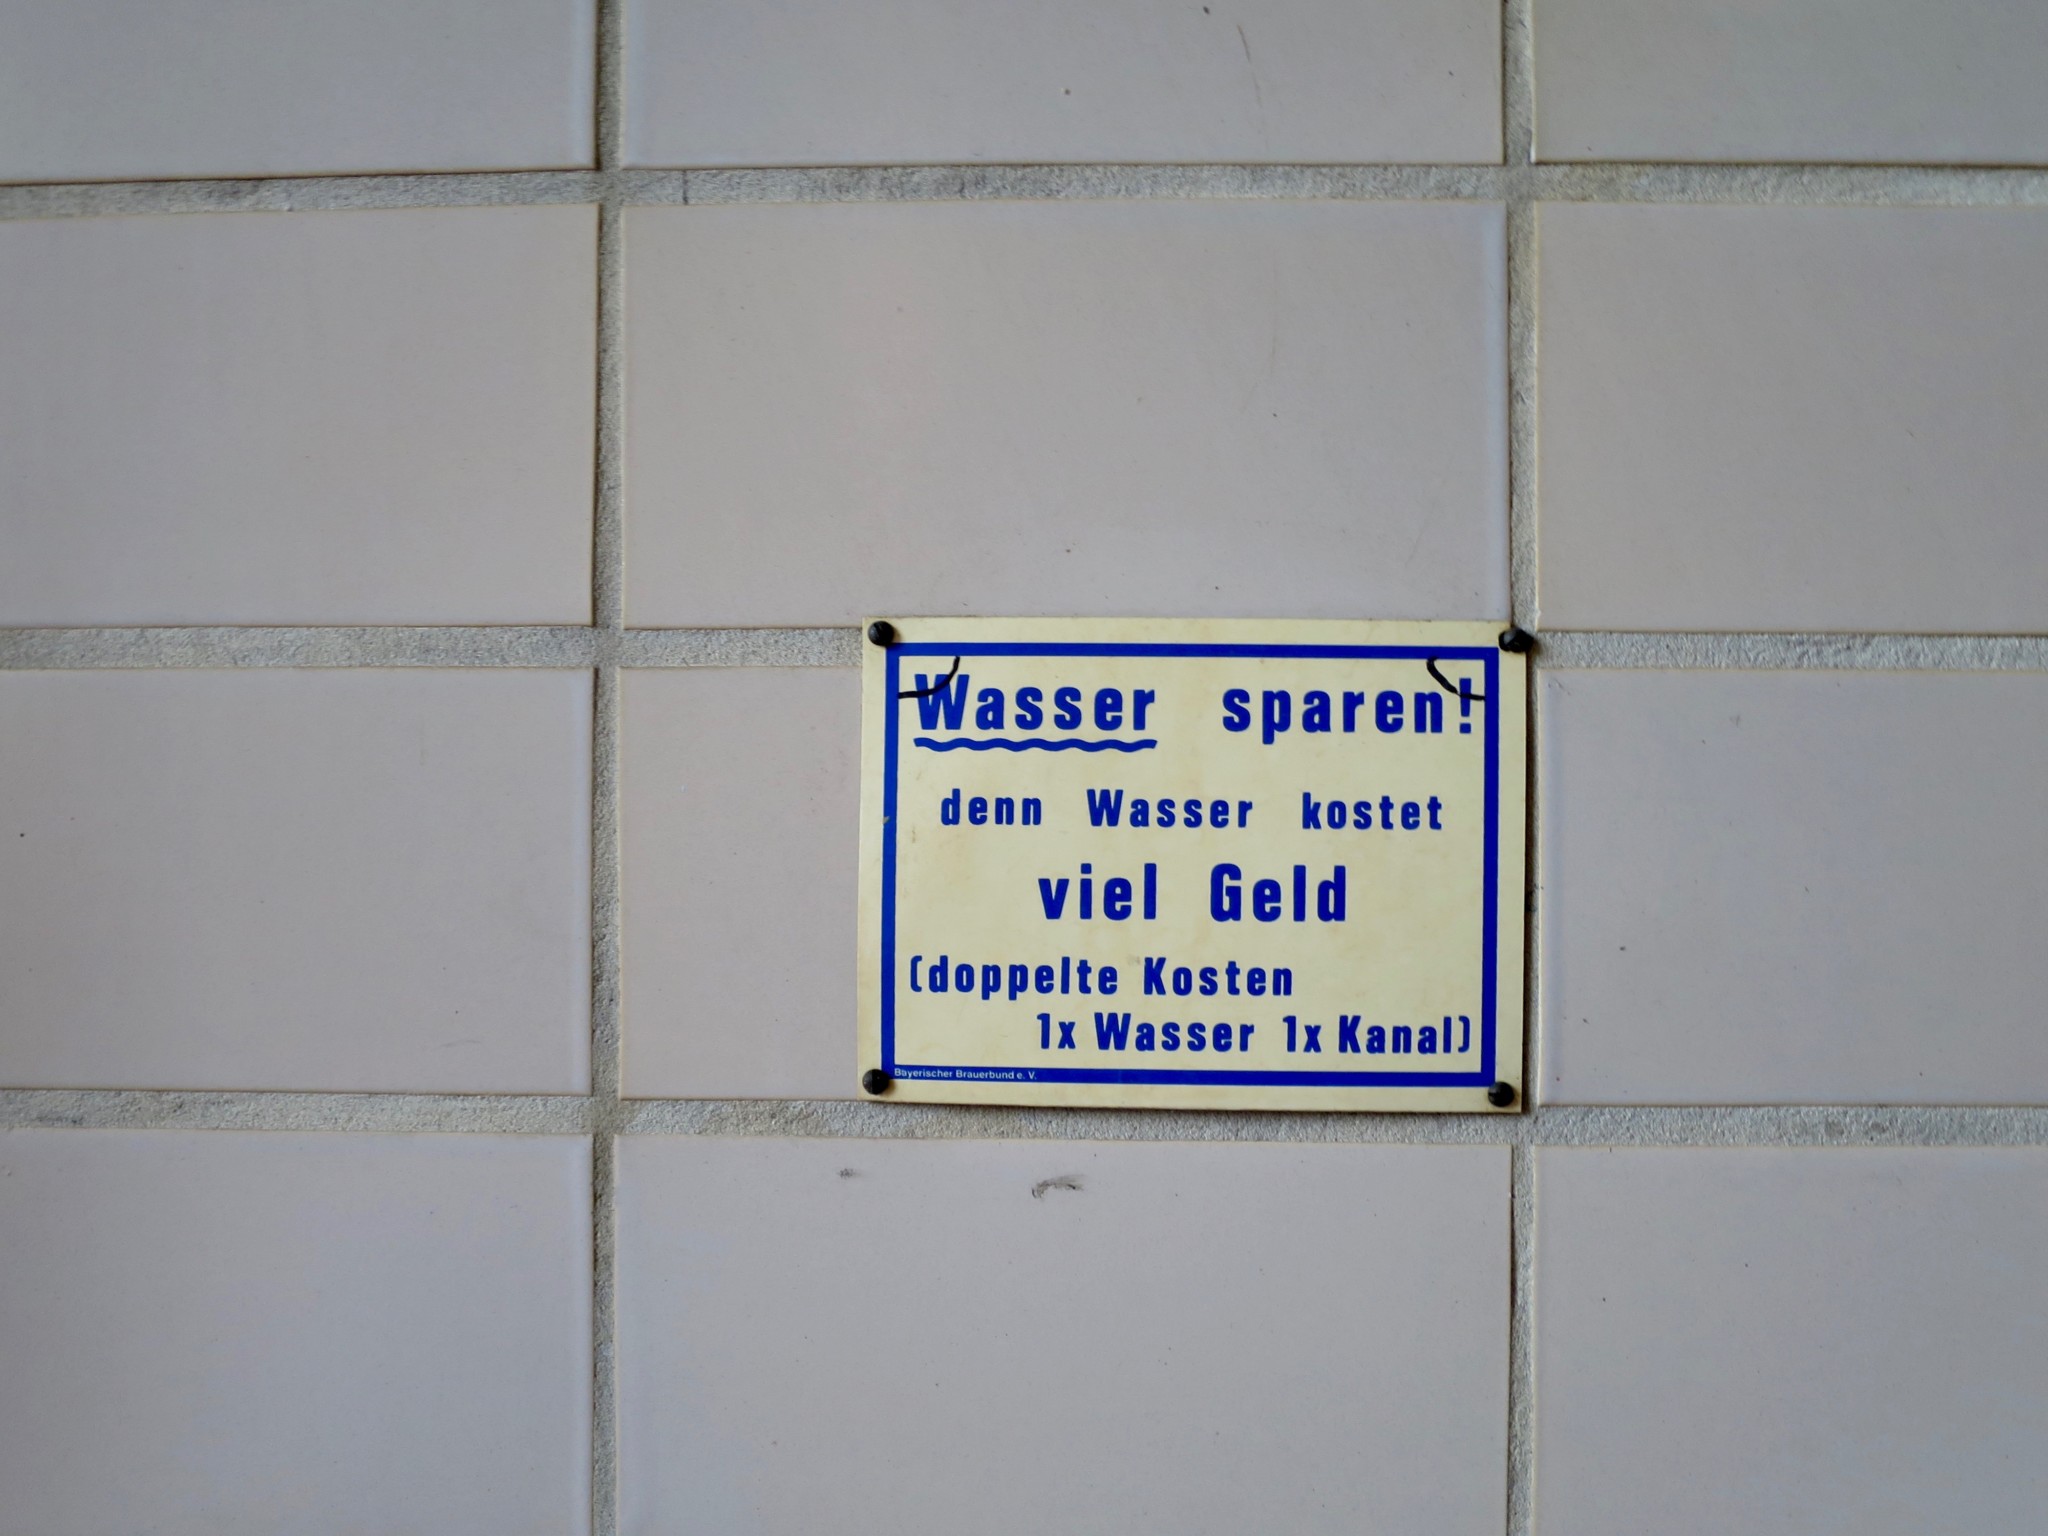 Wasser sparen!
denn Wasser kostet
viel Geld
(doppelte Kosten
1x Wasser 1x Kanal)
Bayerischer Brauerbund e. V.